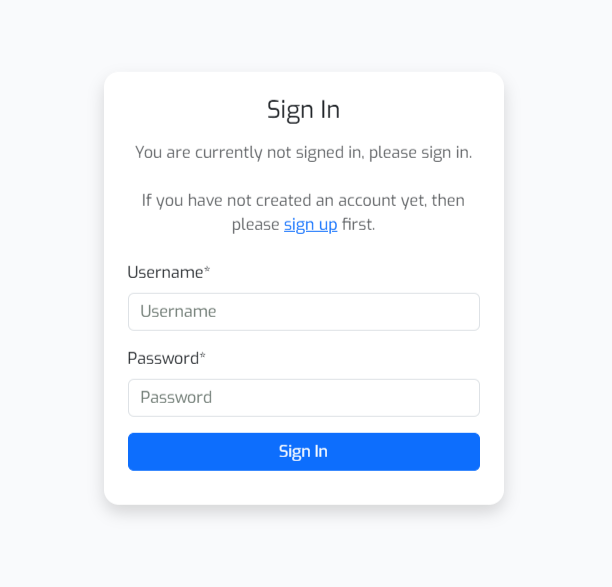 Sign In
You are currently not signed in, please sign in.
If you have not created an account yet, then
please sign up first.
Username*
Username
Password*
Password
Sign In